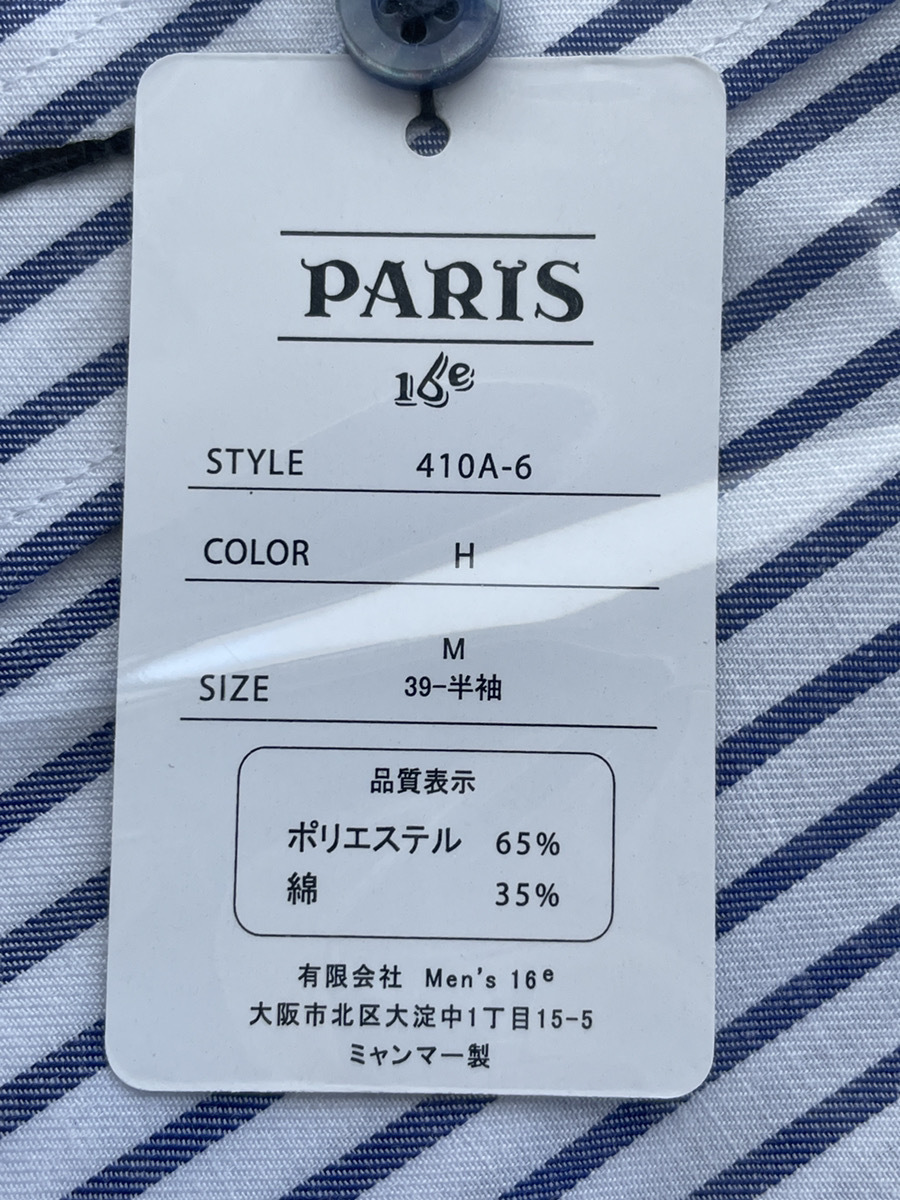 PARIS
16e
STYLE 410A-6
COLOR H
M
SIZE 39-半袖
品質表示
ポリエステル 65%
綿 35%
有限会社 Men's 16e
大阪市北区大淀中1丁目15-5
ミャンマー製